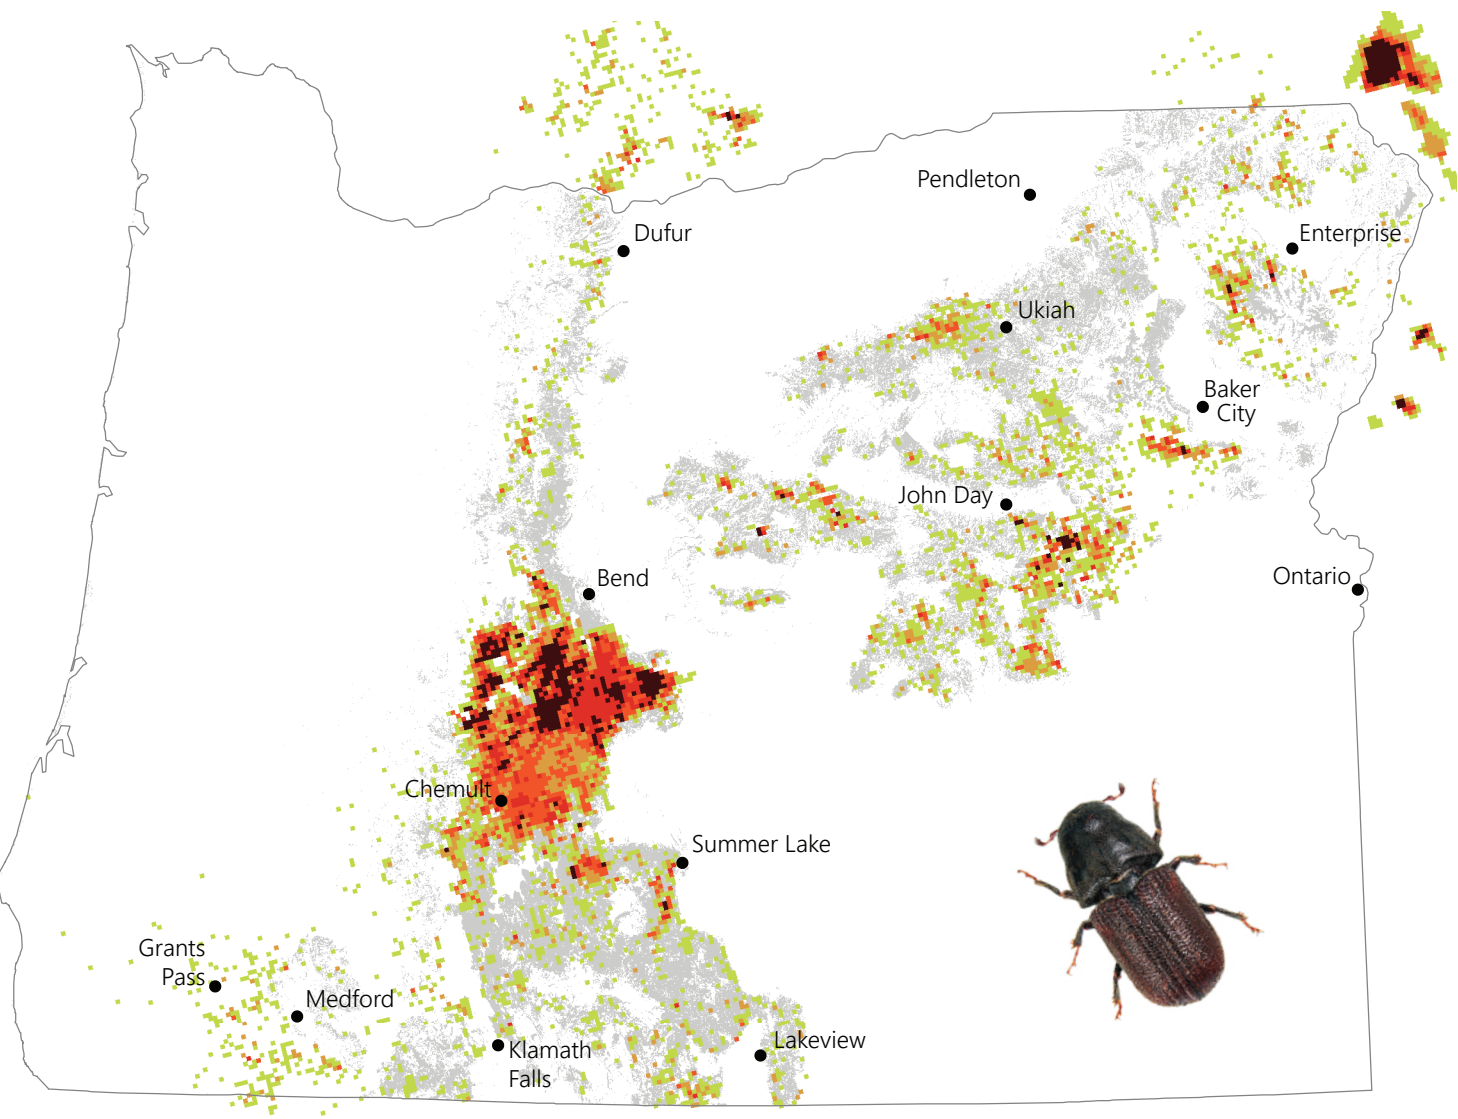 Pendleton
Dufur
Enterprise
Ukiah
Baker
City
John Day
Bend
Ontario
Chemult
Summer Lake
Grants
Pass
Medford
Klamath
Falls
Lakeview